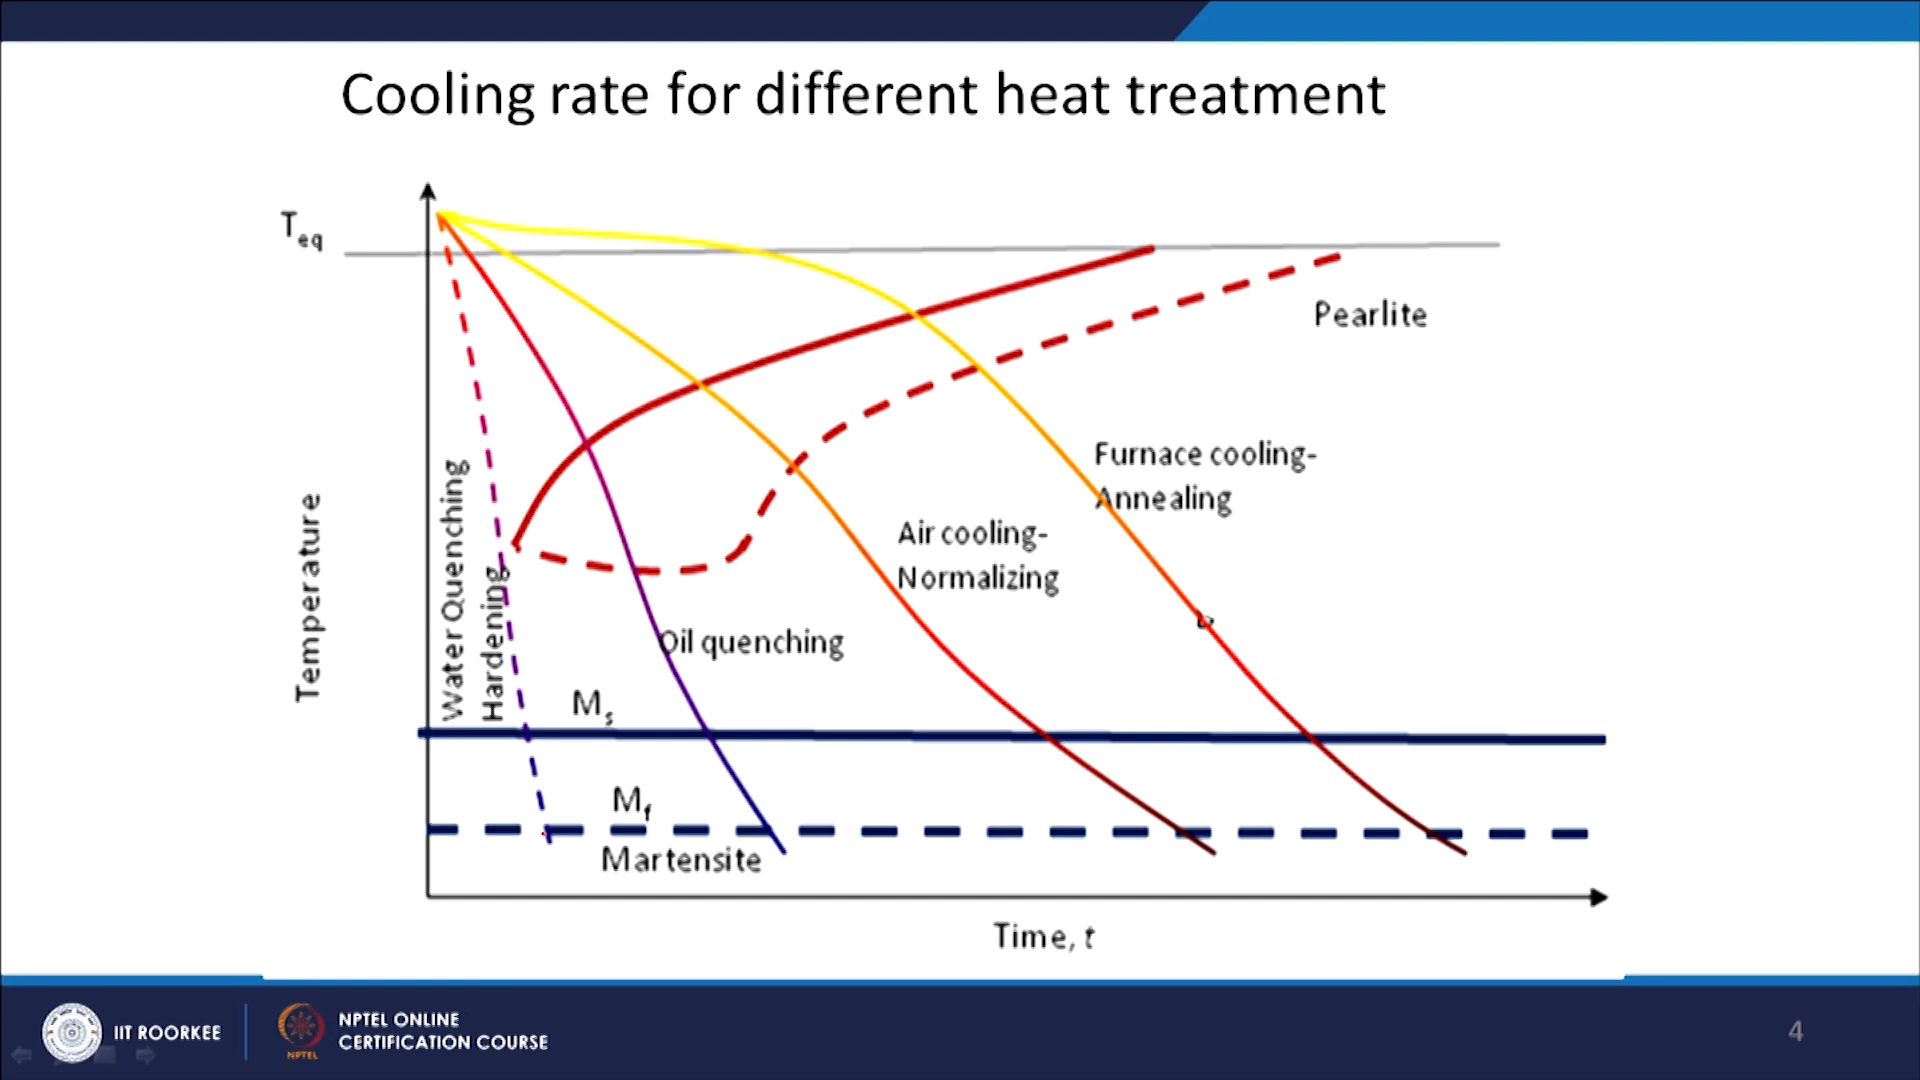 Cooling rate for different heat treatment
Teq
Pearlite
Furnace cooling-
Annealing
Air cooling-
Normalizing
Temperature
Water Quenching
Hardening
Oil quenching
Ms
Mf
Martensite
Time, t
IIT ROORKEE
NPTEL
NPTEL ONLINE
CERTIFICATION COURSE
4